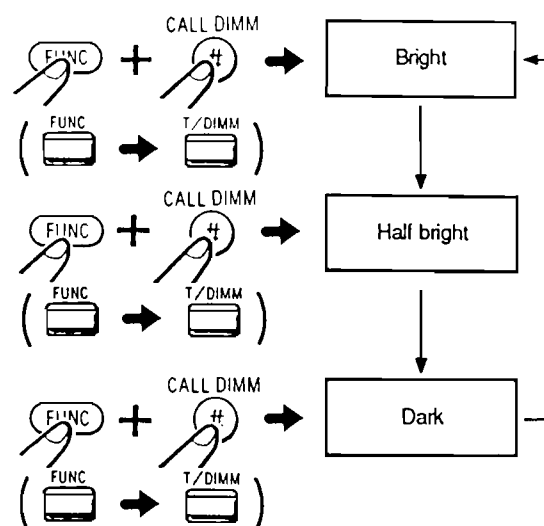 CALL DIMM
FUNC + # Bright
( FUNC T/DIMM )
CALL DIMM
FUNC + # Half bright
( FUNC T/DIMM )
CALL DIMM
FUNC + # Dark
( FUNC T/DIMM )